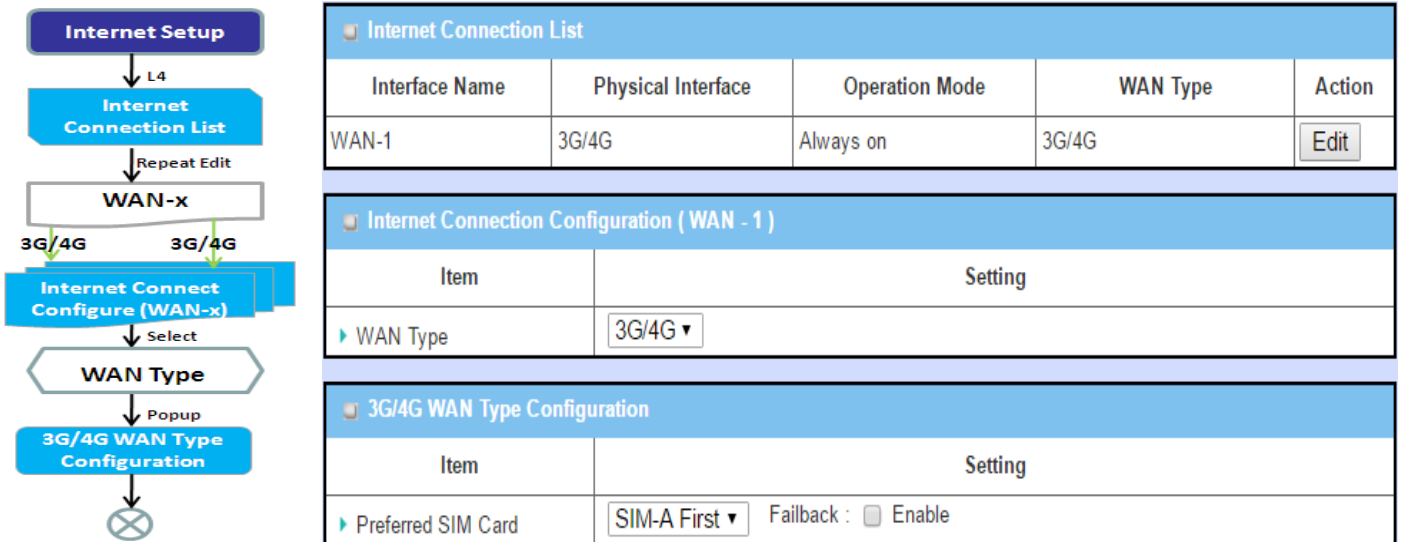 Internet Setup
L4
Internet
Connection List
Repeat Edit
WAN-x
3G/4G 3G/4G
Internet Connect
Configure (WAN-x)
Select
WAN Type
Popup
3G/4G WAN Type
Configuration
Internet Connection List
Interface Name Physical Interface Operation Mode WAN Type Action
WAN-1 3G/4G Always on 3G/4G Edit
Internet Connection Configuration ( WAN - 1 )
Item Setting
WAN Type 3G/4G
3G/4G WAN Type Configuration
Item Setting
Preferred SIM Card SIM-A First Failback : Enable